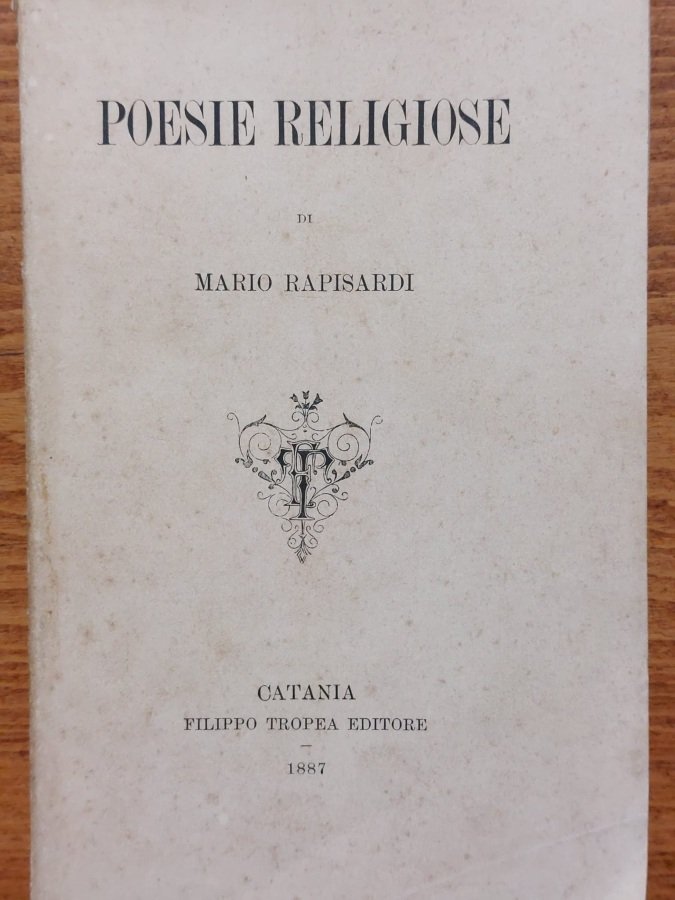 POESIE RELIGIOSE
DI
MARIO RAPISARDI
CATANIA
FILIPPO TROPEA EDITORE
1887